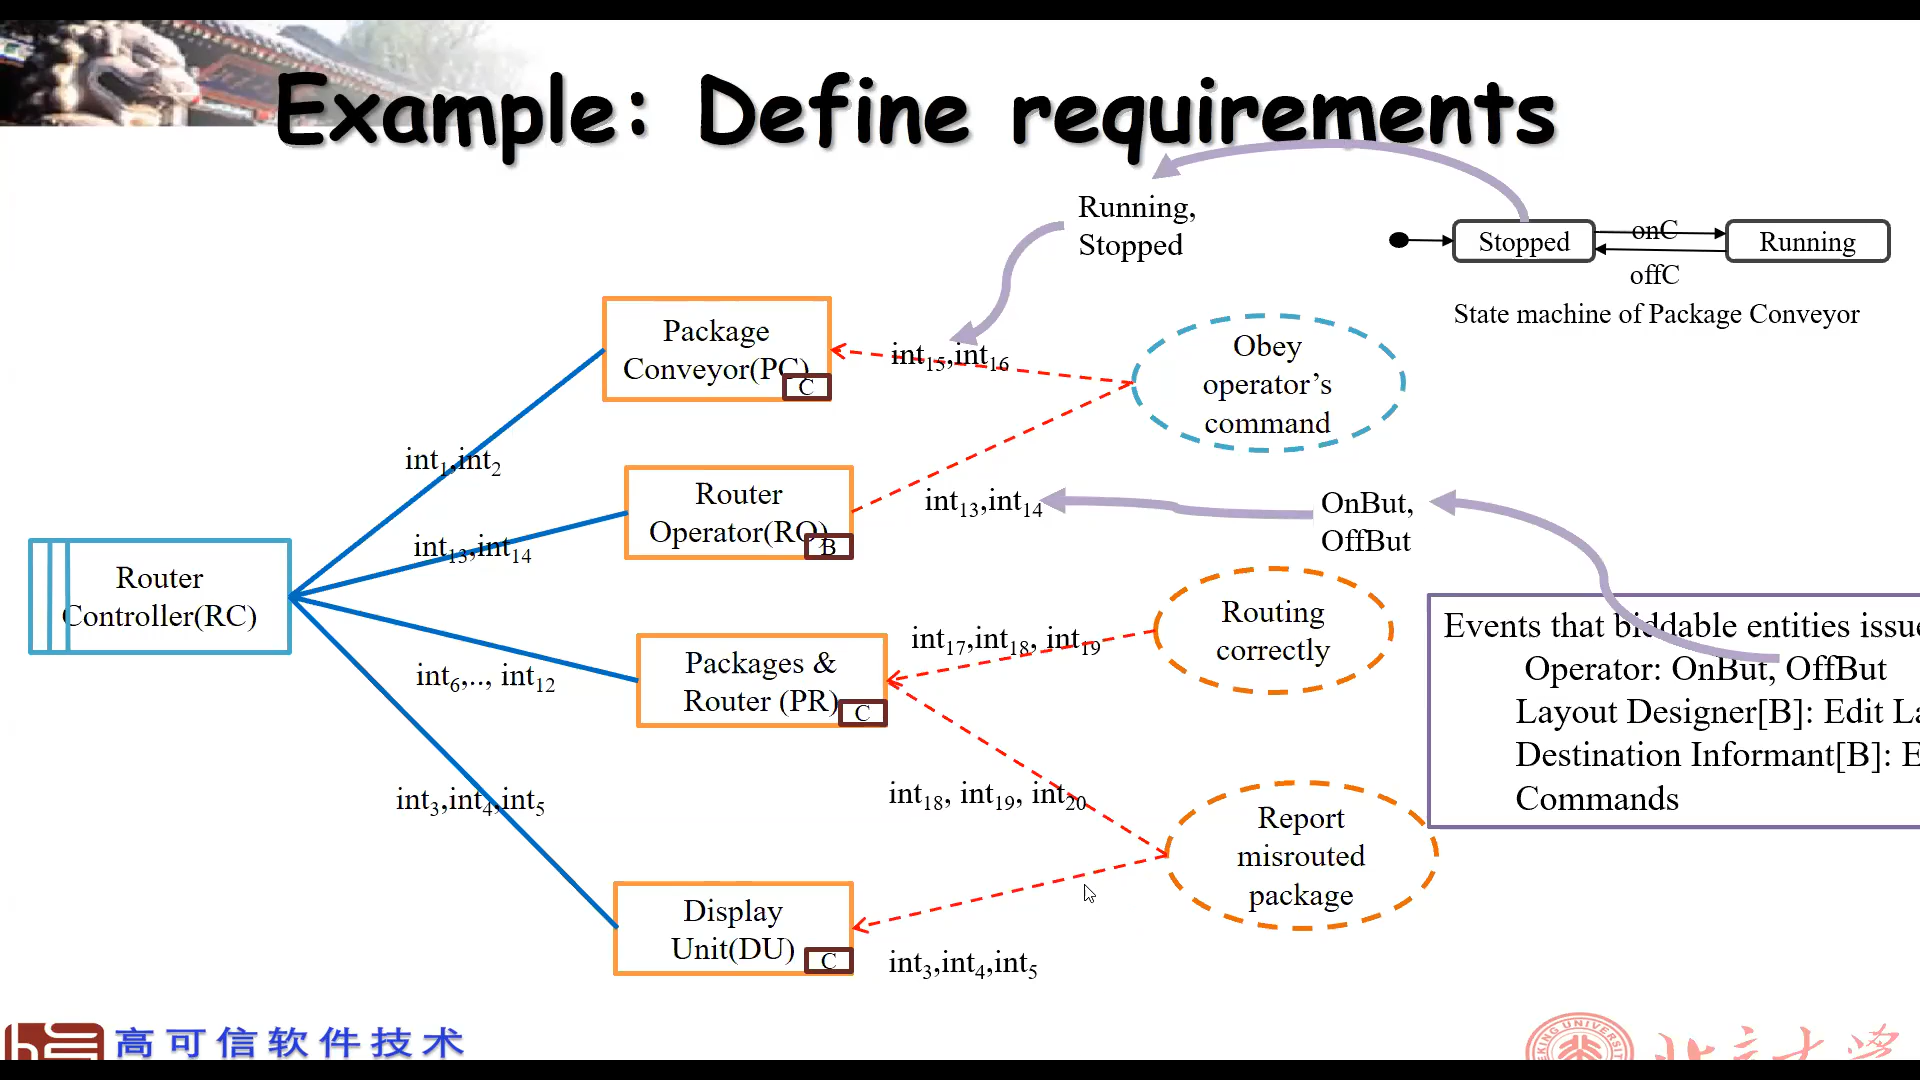 Example: Define requirements
Running,
Stopped
Stopped
onC
Running
offC
State machine of Package Conveyor
Package
Conveyor(PC)
C
int15,int16
Obey
operator's
command
int1,int2
Router
Operator(RO)
B
int13,int14
OnBut,
OffBut
int13,int14
Router
Controller(RC)
Events that biddable entities issue
Operator: OnBut, OffBut
Layout Designer[B]: Edit La
Destination Informant[B]: E
Commands
Routing
correctly
int17,int18, int19
Packages &
Router (PR)
C
int6,.., int12
int18, int19, int20
int3,int4,int5
Report
misrouted
package
Display
Unit(DU)
C
int3,int4,int5
高可信软件技术
北京大学